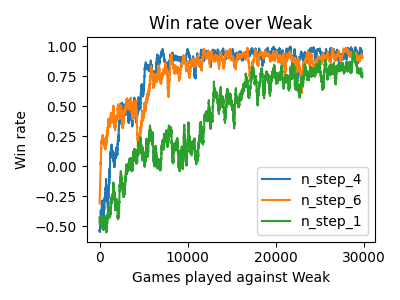 Win rate over Weak
Win rate
1.00
0.75
0.50
0.25
0.00
−0.25
−0.50
n_step_4
n_step_6
n_step_1
0
10000
20000
30000
Games played against Weak